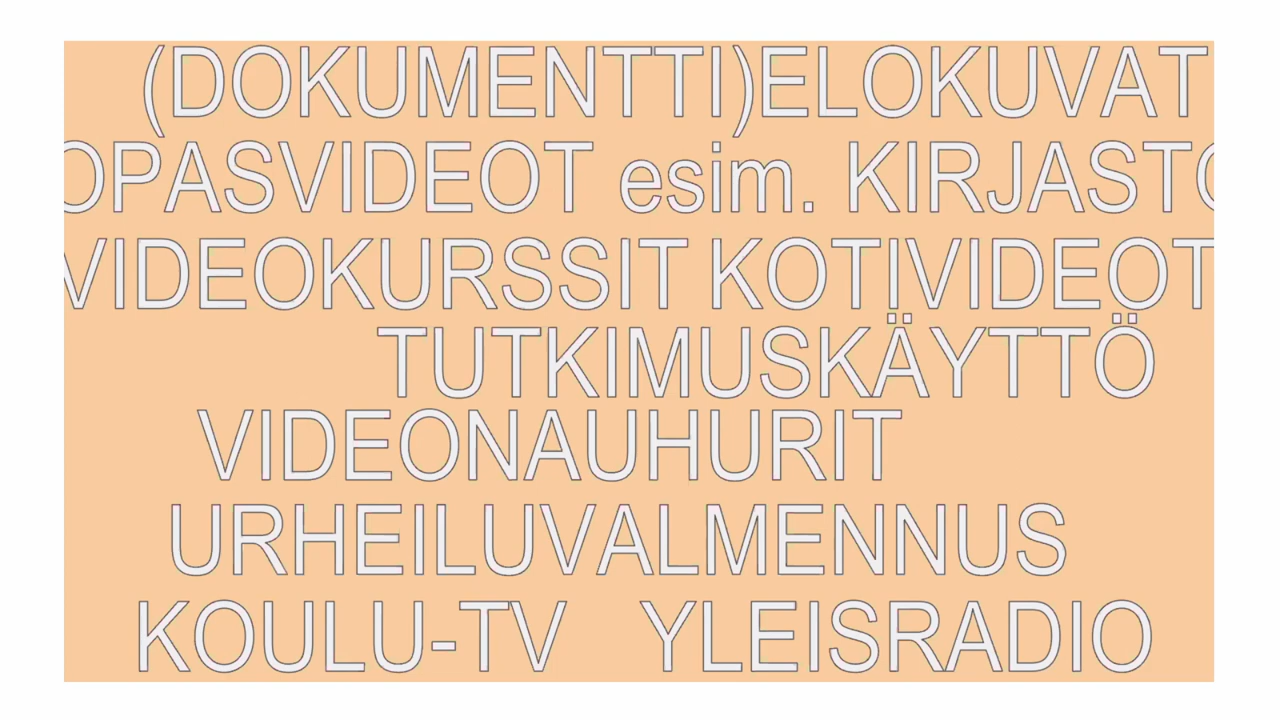 (DOKUMENTTI)ELOKUVAT
OPASVIDEOT esim. KIRJASTO
VIDEOKURSSIT KOTIVIDEOT
TUTKIMUSKÄYTTÖ
VIDEONAUHURIT
URHEILUVALMENNUS
KOULU-TV YLEISRADIO